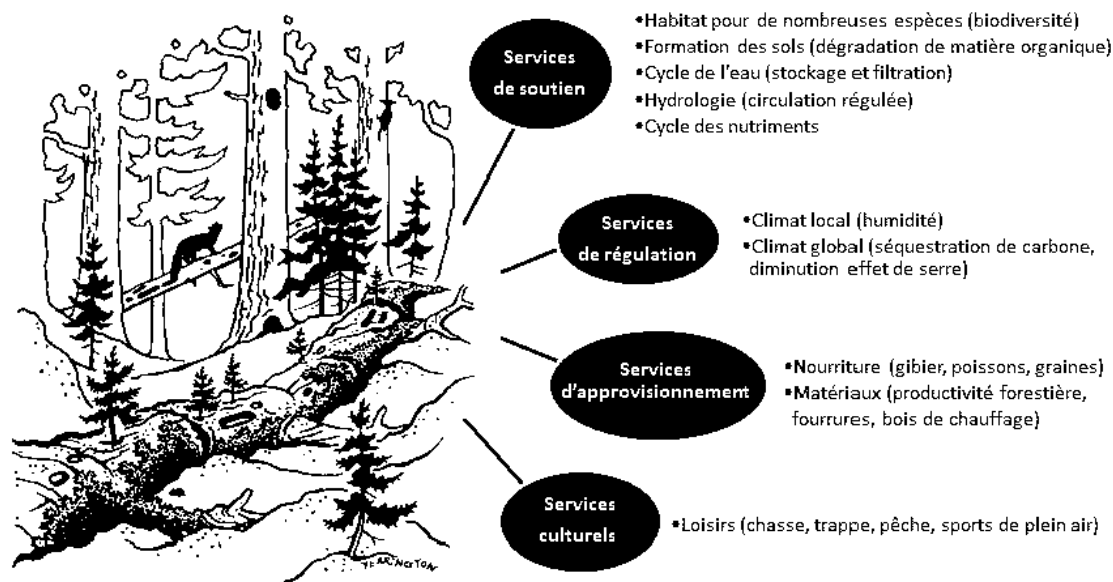 Services
de soutien
•Habitat pour de nombreuses espèces (biodiversité)
•Formation des sols (dégradation de matière organique)
•Cycle de l'eau (stockage et filtration)
•Hydrologie (circulation régulée)
•Cycle des nutriments
Services
de régulation
•Climat local (humidité)
•Climat global (séquestration de carbone,
diminution effet de serre)
Services
d'approvisionnement
•Nourriture (gibier, poissons, graines)
•Matériaux (productivité forestière,
fourrures, bois de chauffage)
Services
culturels
•Loisirs (chasse, trappe, pêche, sports de plein air)